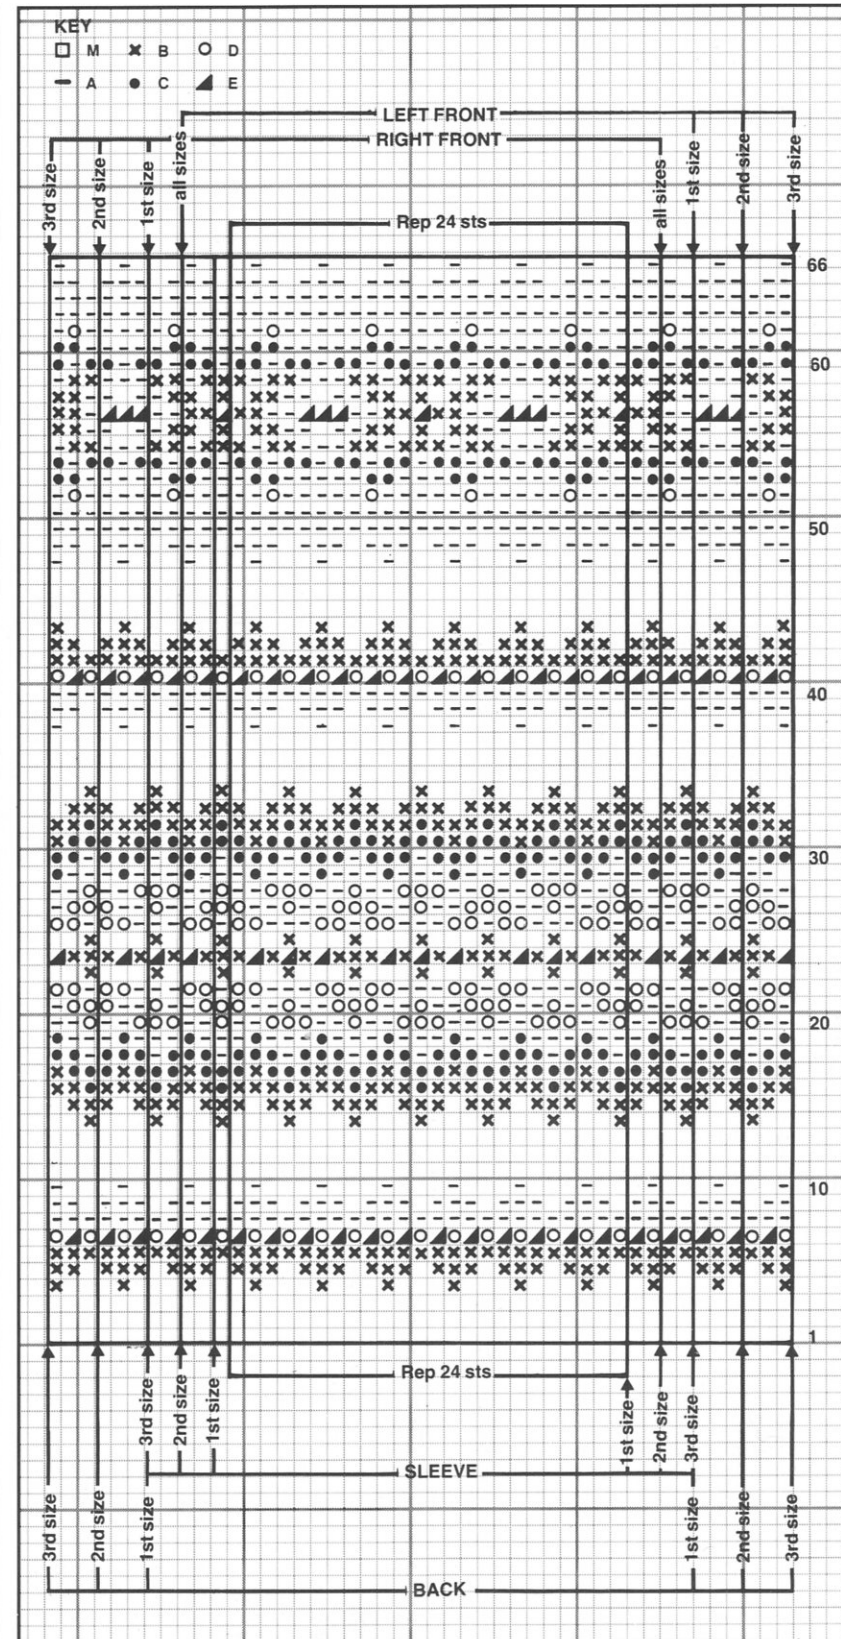 KEY
M B D
A C E
LEFT FRONT
RIGHT FRONT
3rd size 2nd size 1st size all sizes all sizes 1st size 2nd size 3rd size
Rep 24 sts
66
60
50
40
30
20
10
1
Rep 24 sts
3rd size 2nd size 1st size 1st size 2nd size 3rd size
SLEEVE
3rd size 2nd size 1st size 1st size 2nd size 3rd size
BACK